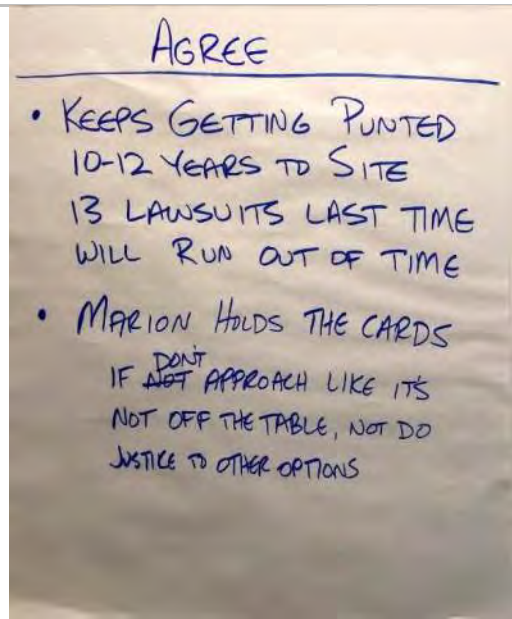 AGREE
• KEEPS GETTING PUNTED
10-12 YEARS TO SITE
13 LAWSUITS LAST TIME
WILL RUN OUT OF TIME
• MARION HOLDS THE CARDS
DON'T
IF NOT APPROACH LIKE IT'S
NOT OFF THE TABLE, NOT DO
JUSTICE TO OTHER OPTIONS